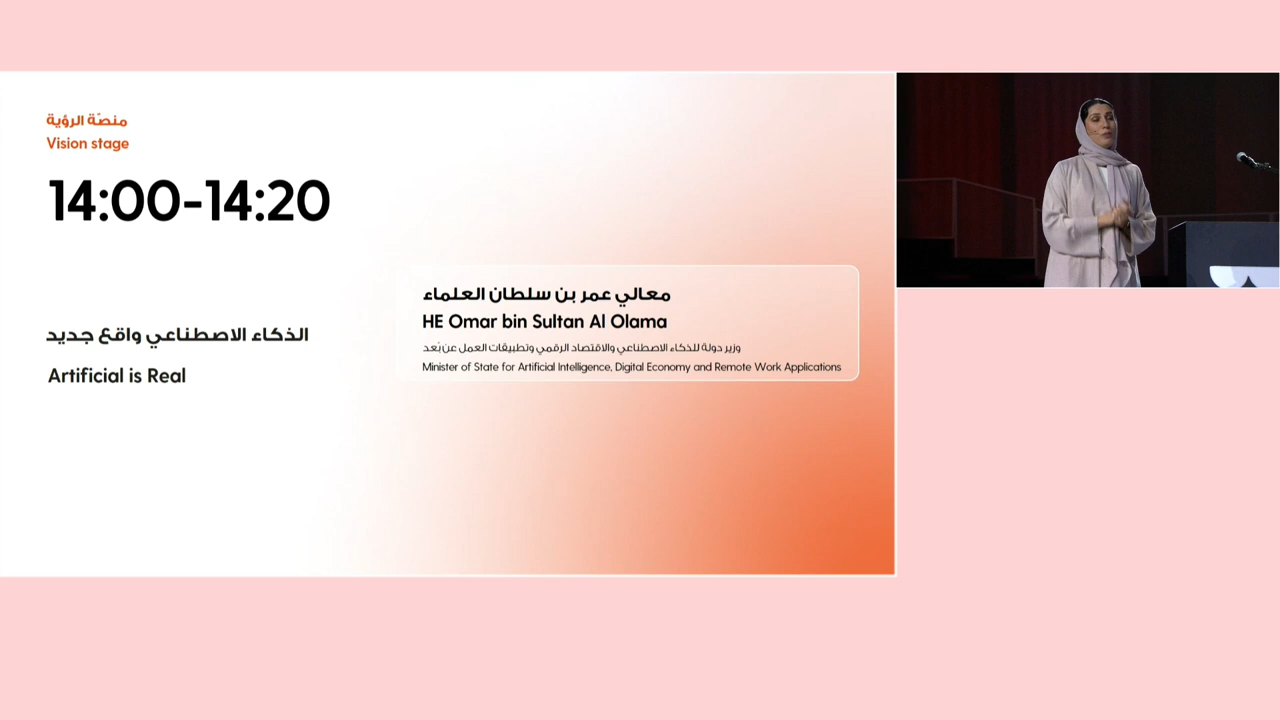 منصّة الرؤية
Vision stage
14:00-14:20
الذكاء الاصطناعي واقع جديد
Artificial is Real
معالي عمر بن سلطان العلماء
HE Omar bin Sultan Al Olama
وزير دولة للذكاء الاصطناعي والاقتصاد الرقمي وتطبيقات العمل عن بُعد
Minister of State for Artificial Intelligence, Digital Economy and Remote Work Applications